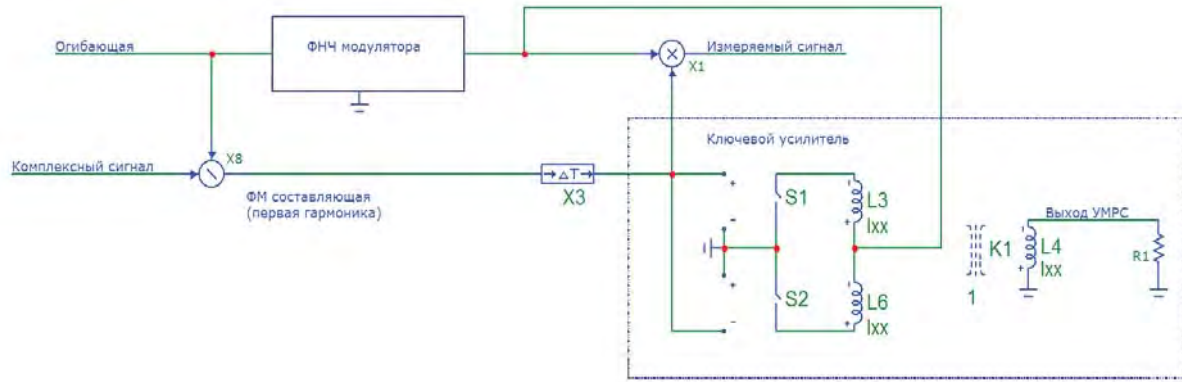 Огибающая
ФНЧ модулятора
Измеряемый сигнал
X1
Ключевой усилитель
Комплексный сигнал
X8
ФМ составляющая
(первая гармоника)
ΔT
X3
+
-
+
-
S1
S2
L3
Ixx
L6
Ixx
K1
1
L4
Ixx
Выход УМРС
R1